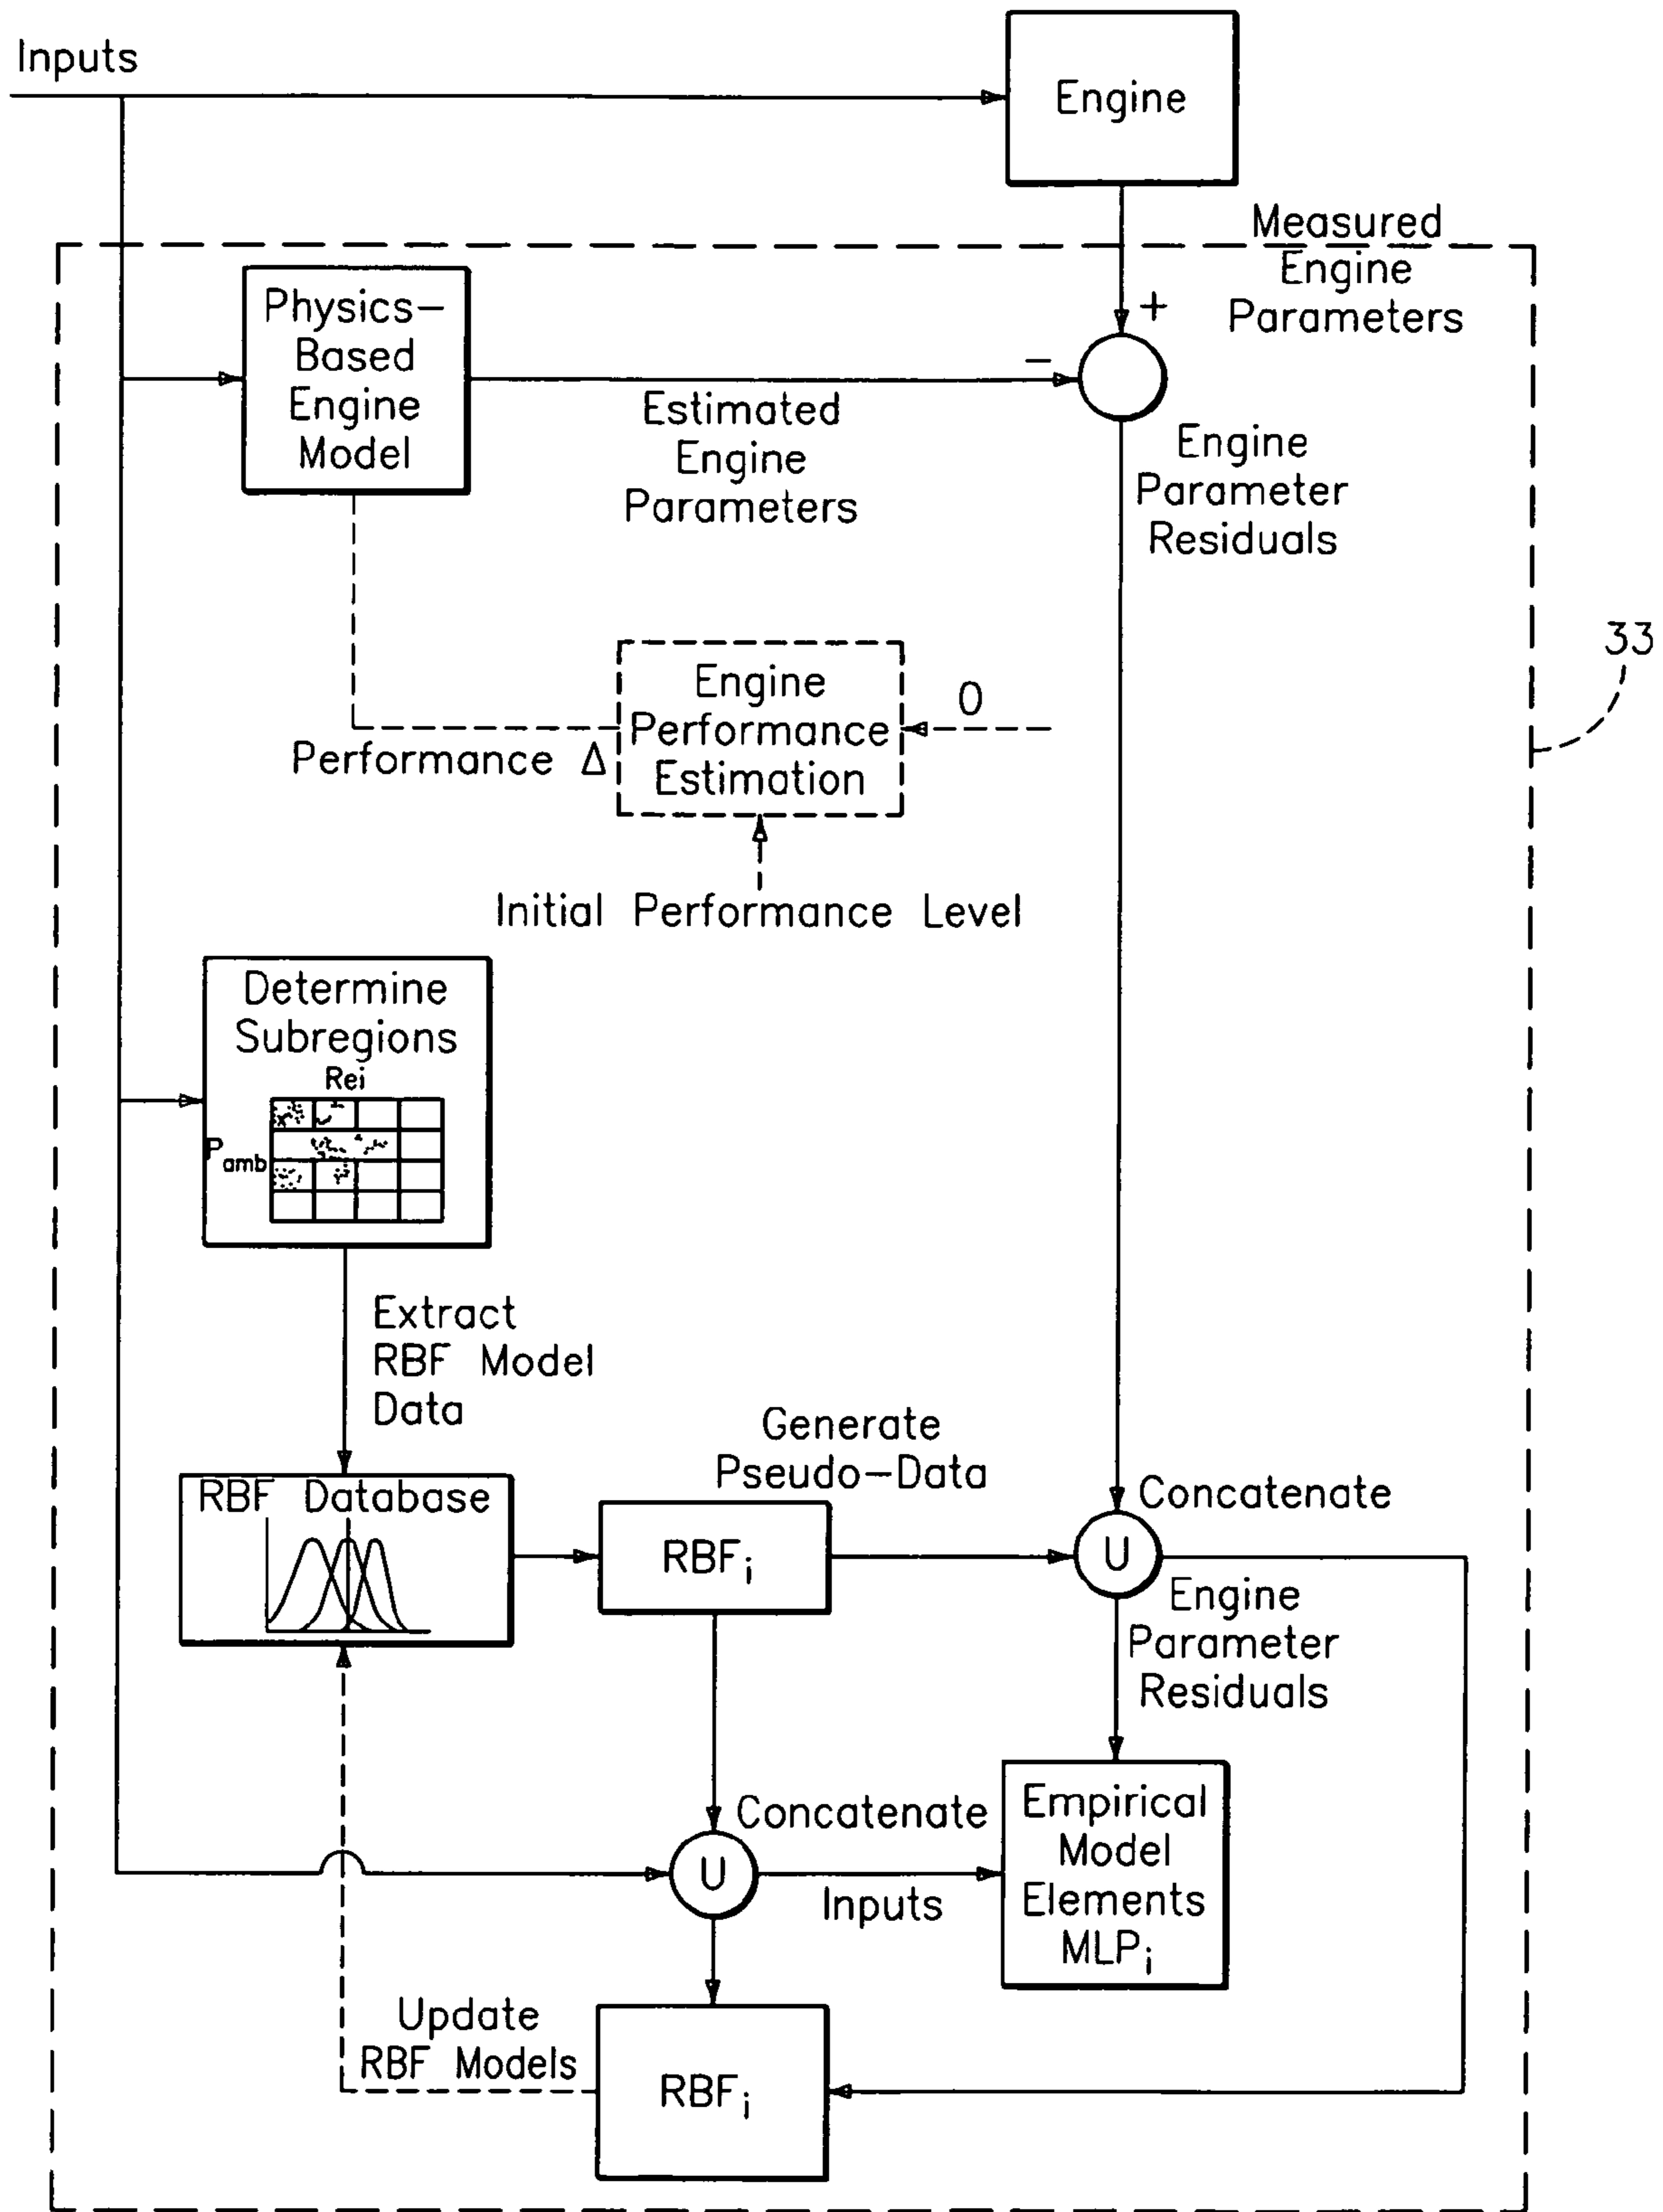 Inputs
Engine
Measured
Engine
Parameters
+
Physics-
Based
Engine
Model
-
Estimated
Engine
Parameters
Engine
Parameter
Residuals
33
Engine
Performance
Estimation
0
Performance Δ
Initial Performance Level
Determine
Subregions
Rei
Pamb
Extract
RBF Model
Data
Generate
Pseudo-Data
RBF Database
RBFi
Concatenate
U
Engine
Parameter
Residuals
Concatenate
U
Inputs
Empirical
Model
Elements
MLPi
Update
RBF Models
RBFi